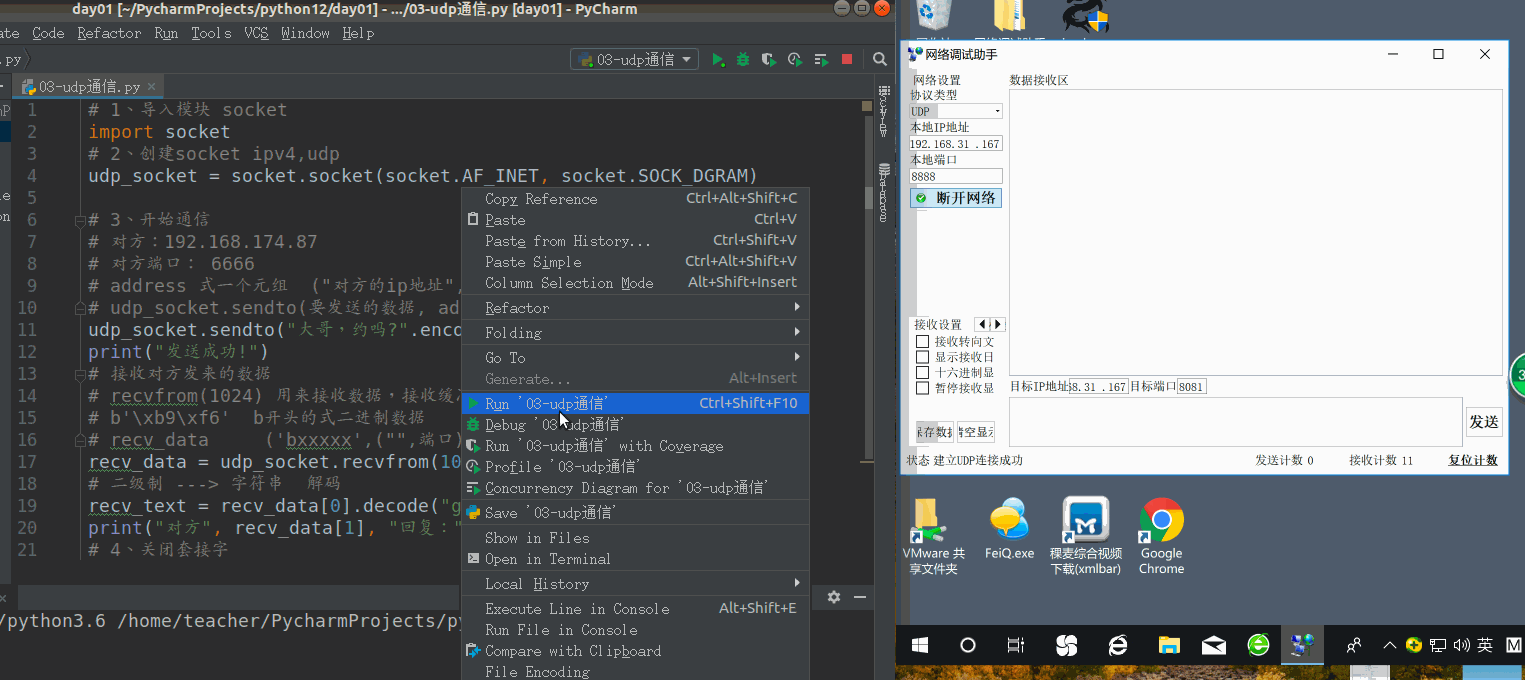 day01 [~/PycharmProjects/python12/day01] - .../03-udp通信.py [day01] - PyCharm
ate Code Refactor Run Tools VCS Window Help
.py
03-udp通信
03-udp通信.py
1 # 1、导入模块 socket
2 import socket
3 # 2、创建socket ipv4,udp
4 udp_socket = socket.socket(socket.AF_INET, socket.SOCK_DGRAM)
5
6 # 3、开始通信
7 # 对方：192.168.174.87
8 # 对方端口： 6666
9 # address 式一个元组 ("对方的ip地址",
10 # udp_socket.sendto(要发送的数据, ad
11 udp_socket.sendto("大哥，约吗?".enco
12 print("发送成功!")
13 # 接收对方发来的数据
14 # recvfrom(1024) 用来接收数据，接收缓
15 # b'\xb9\xf6' b开头的式二进制数据
16 # recv_data ('bxxxxx',("",端口)
17 recv_data = udp_socket.recvfrom(10
18 # 二级制 ---> 字符串 解码
19 recv_text = recv_data[0].decode("g
20 print("对方", recv_data[1], "回复："
21 # 4、关闭套接字
/python3.6 /home/teacher/PycharmProjects/py
Copy Reference Ctrl+Alt+Shift+C
Paste Ctrl+V
Paste from History... Ctrl+Shift+V
Paste Simple Ctrl+Alt+Shift+V
Column Selection Mode Alt+Shift+Insert
Refactor
Folding
Go To
Generate... Alt+Insert
Run '03-udp通信' Ctrl+Shift+F10
Debug '03-udp通信'
Run '03-udp通信' with Coverage
Profile '03-udp通信'
Concurrency Diagram for '03-udp通信'
Save '03-udp通信'
Show in Files
Open in Terminal
Local History
Execute Line in Console Alt+Shift+E
Run File in Console
Compare with Clipboard
File Encoding
网络调试助手
网络设置
协议类型
UDP
本地IP地址
192.168.31 .167
本地端口
8888
断开网络
数据接收区
接收设置
接收转向文
显示接收日
十六进制显
暂停接收显
目标IP地址 8.31 .167 目标端口 8081
保存数据 清空显示
发送
状态 建立UDP连接成功 发送计数 0 接收计数 11 复位计数
VMware 共
享文件夹
FeiQ.exe
稞麦综合视频
下载(xmlbar)
Google
Chrome
英
M